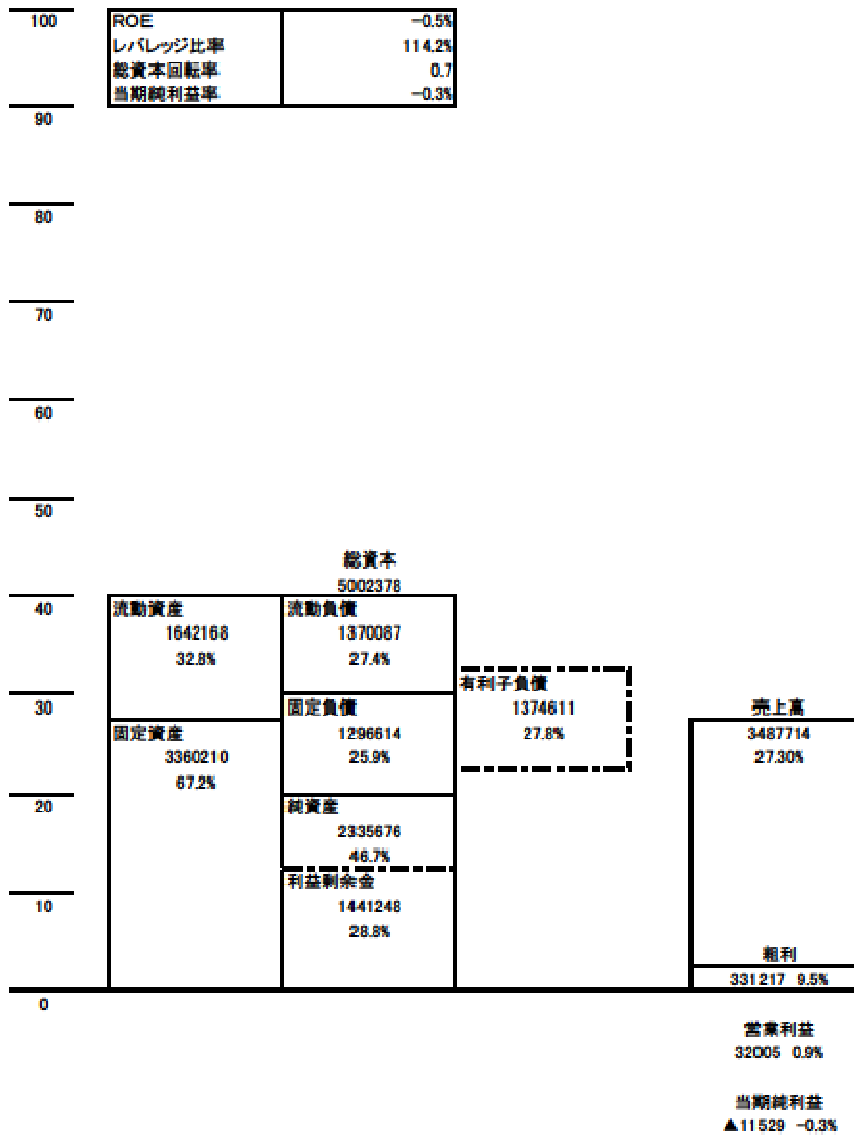 100
ROE −0.5%
レバレッジ比率 114.2%
総資本回転率 0.7
当期純利益率 −0.3%
90
80
70
60
50
総資本
5002378
40
流動資産
1642168
32.8%
流動負債
1370087
27.4%
有利子負債
1374611
27.8%
30
固定負債
1296614
25.9%
売上高
3487714
27.30%
固定資産
3360210
67.2%
20
純資産
2335676
46.7%
利益剰余金
1441248
28.8%
10
粗利
331217 9.5%
0
営業利益
32005 0.9%
当期純利益
▲11529 −0.3%